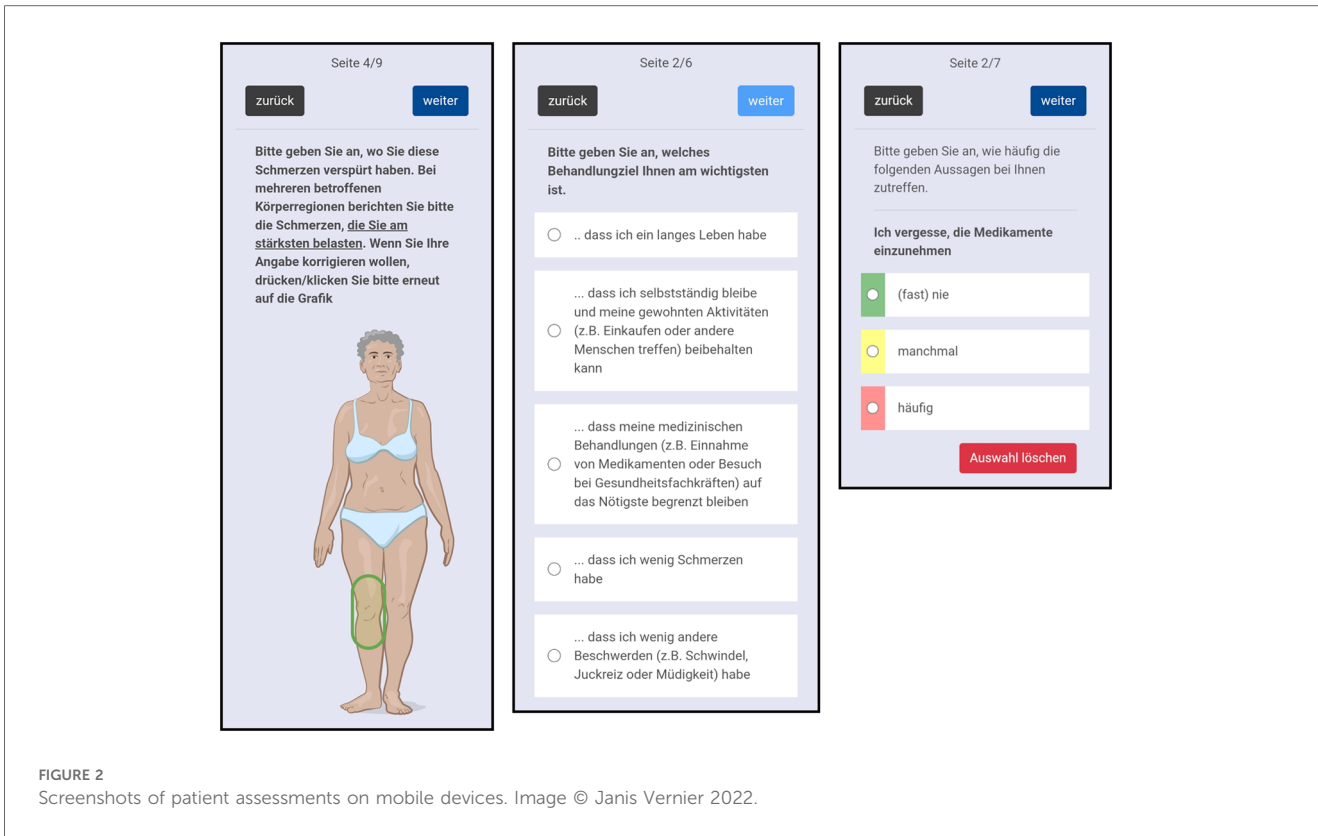 Seite 4/9
zurück
weiter
Bitte geben Sie an, wo Sie diese
Schmerzen verspürt haben. Bei
mehreren betroffenen
Körperregionen berichten Sie bitte
die Schmerzen, die Sie am
stärksten belasten. Wenn Sie Ihre
Angabe korrigieren wollen,
drücken/klicken Sie bitte erneut
auf die Grafik
Seite 2/6
zurück
weiter
Bitte geben Sie an, welches
Behandlungziel Ihnen am wichtigsten
ist.
.. dass ich ein langes Leben habe
... dass ich selbstständig bleibe
und meine gewohnten Aktivitäten
(z.B. Einkaufen oder andere
Menschen treffen) beibehalten
kann
... dass meine medizinischen
Behandlungen (z.B. Einnahme
von Medikamenten oder Besuch
bei Gesundheitsfachkräften) auf
das Nötigste begrenzt bleiben
... dass ich wenig Schmerzen
habe
... dass ich wenig andere
Beschwerden (z.B. Schwindel,
Juckreiz oder Müdigkeit) habe
Seite 2/7
zurück
weiter
Bitte geben Sie an, wie häufig die
folgenden Aussagen bei Ihnen
zutreffen.
Ich vergesse, die Medikamente
einzunehmen
(fast) nie
manchmal
häufig
Auswahl löschen
FIGURE 2
Screenshots of patient assessments on mobile devices. Image © Janis Vernier 2022.